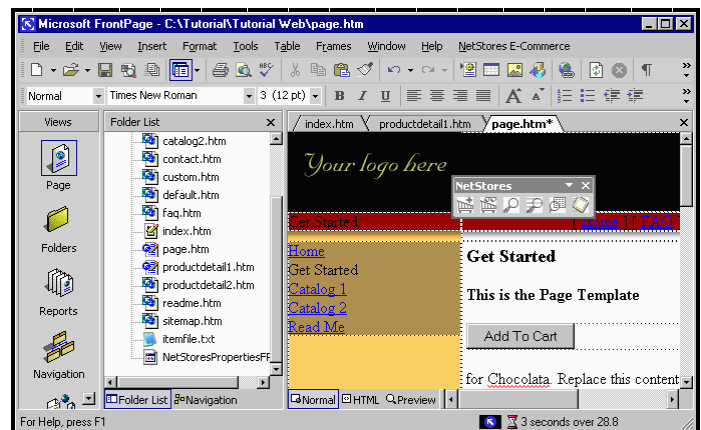 Microsoft FrontPage - C:\Tutorial\Tutorial Web\page.htm
File Edit View Insert Format Tools Table Frames Window Help NetStores E-Commerce
Normal Times New Roman 3 (12 pt) B I U A A
Views Folder List index.htm productdetail1.htm page.htm*
catalog2.htm
contact.htm
custom.htm
default.htm
faq.htm
index.htm
page.htm
productdetail1.htm
productdetail2.htm
readme.htm
sitemap.htm
itemfile.txt
NetStoresPropertiesFF
Page
Folders
Reports
Navigation
Your logo here
NetStores
Get Started [ Home ] [ FAQ
Home
Get Started
Catalog 1
Catalog 2
Read Me
Get Started
This is the Page Template
Add To Cart
for Chocolata. Replace this content
Folder List Navigation Normal HTML Preview
For Help, press F1 3 seconds over 28.8